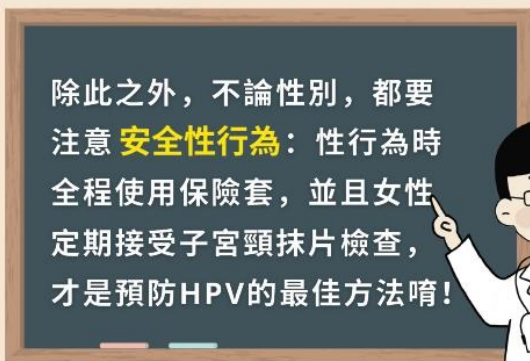 除此之外，不論性別，都要
注意安全性行為：性行為時
全程使用保險套，並且女性
定期接受子宮頸抹片檢查，
才是預防HPV的最佳方法唷!